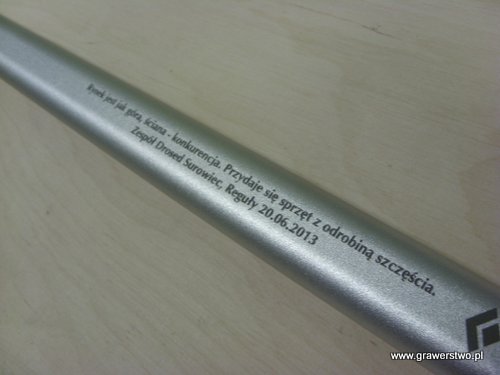 Rynek jest jak góra, ściana - konkurencja. Przydaje się sprzęt z odrobiną szczęścia.
Zespół Drosed Surowiec, Reguły 20.06.2013
www.grawerstwo.pl